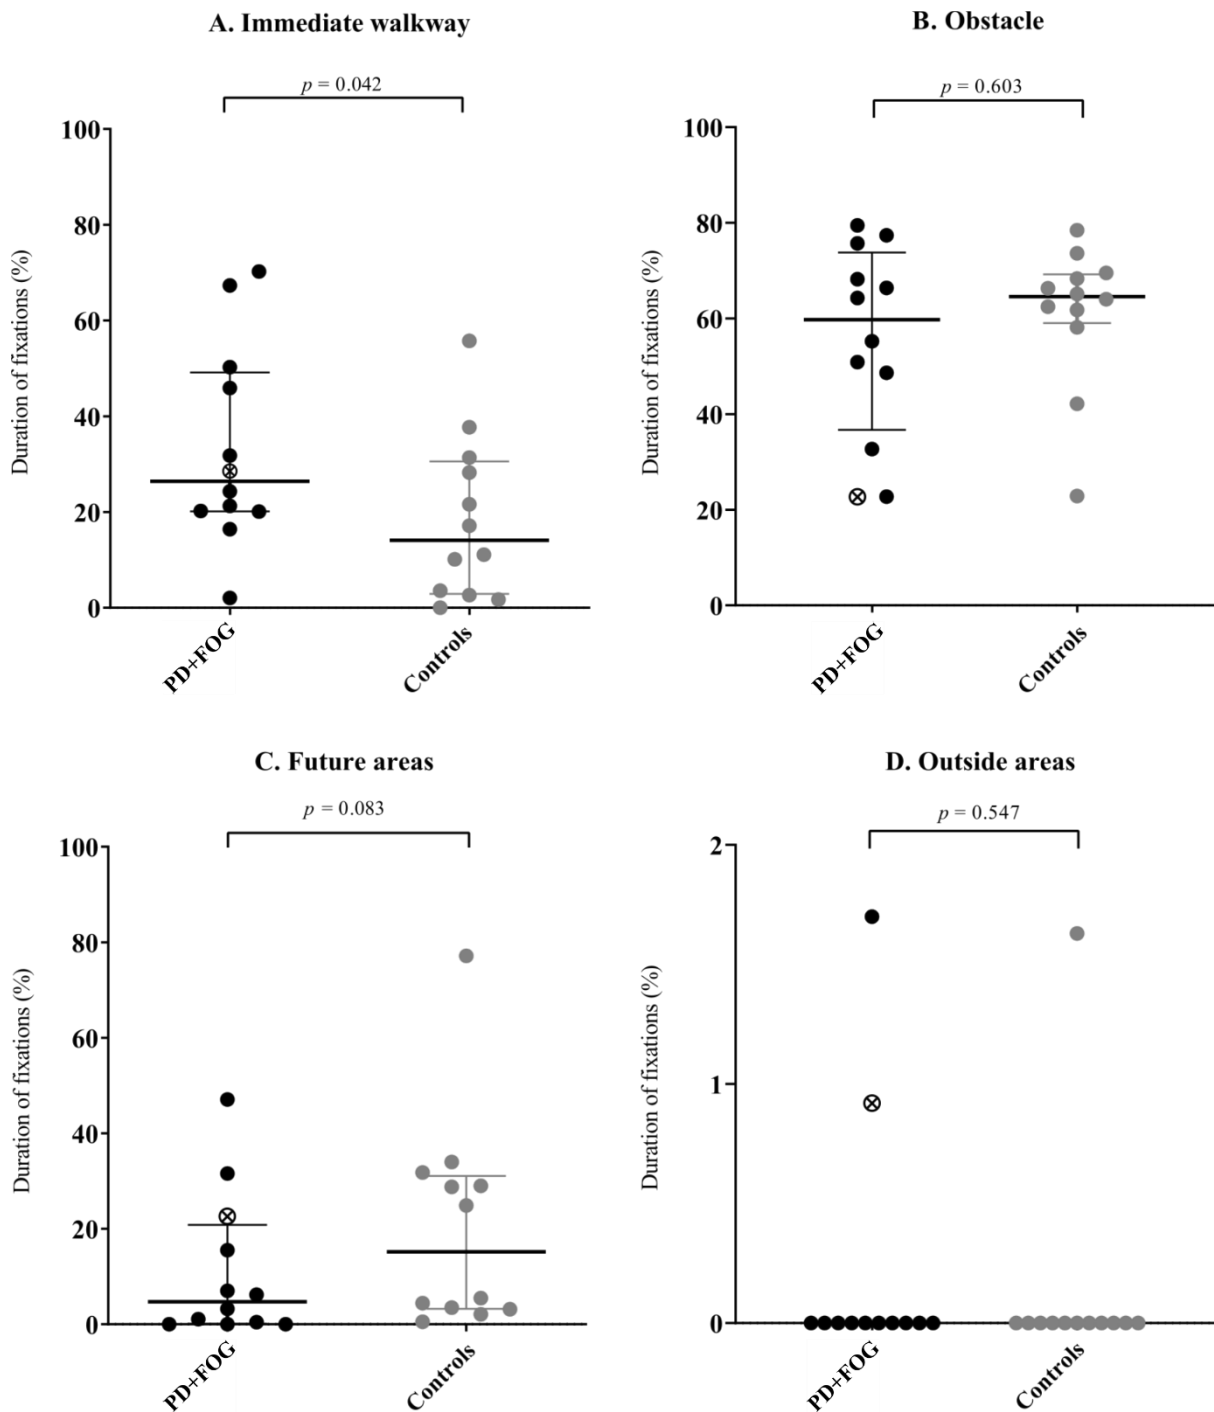 A. Immediate walkway
p = 0.042
100
80
60
40
20
0
Duration of fixations (%)
PD+FOG
Controls
B. Obstacle
p = 0.603
100
80
60
40
20
0
Duration of fixations (%)
PD+FOG
Controls
C. Future areas
p = 0.083
100
80
60
40
20
0
Duration of fixations (%)
PD+FOG
Controls
D. Outside areas
p = 0.547
2
1
0
Duration of fixations (%)
PD+FOG
Controls